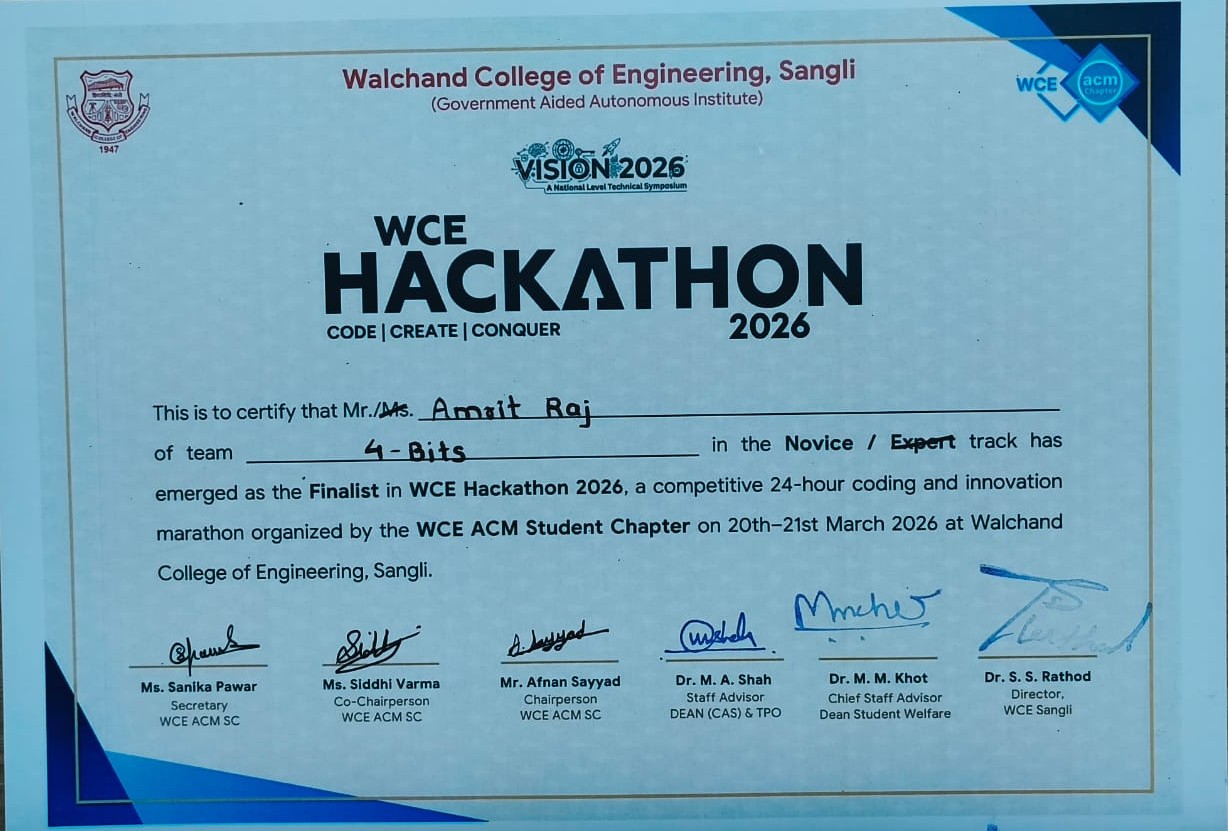 Walchand College of Engineering, Sangli
(Government Aided Autonomous Institute)
1947
WCE acm Chapter
VISION 2026
A National Level Technical Symposium
WCE
HACKATHON
CODE | CREATE | CONQUER 2026
This is to certify that Mr./Ms. Amrit Raj
of team 4-Bits in the Novice / Expert track has
emerged as the Finalist in WCE Hackathon 2026, a competitive 24-hour coding and innovation
marathon organized by the WCE ACM Student Chapter on 20th–21st March 2026 at Walchand
College of Engineering, Sangli.
Ms. Sanika Pawar
Secretary
WCE ACM SC
Ms. Siddhi Varma
Co-Chairperson
WCE ACM SC
Mr. Afnan Sayyad
Chairperson
WCE ACM SC
Dr. M. A. Shah
Staff Advisor
DEAN (CAS) & TPO
Dr. M. M. Khot
Chief Staff Advisor
Dean Student Welfare
Dr. S. S. Rathod
Director,
WCE Sangli